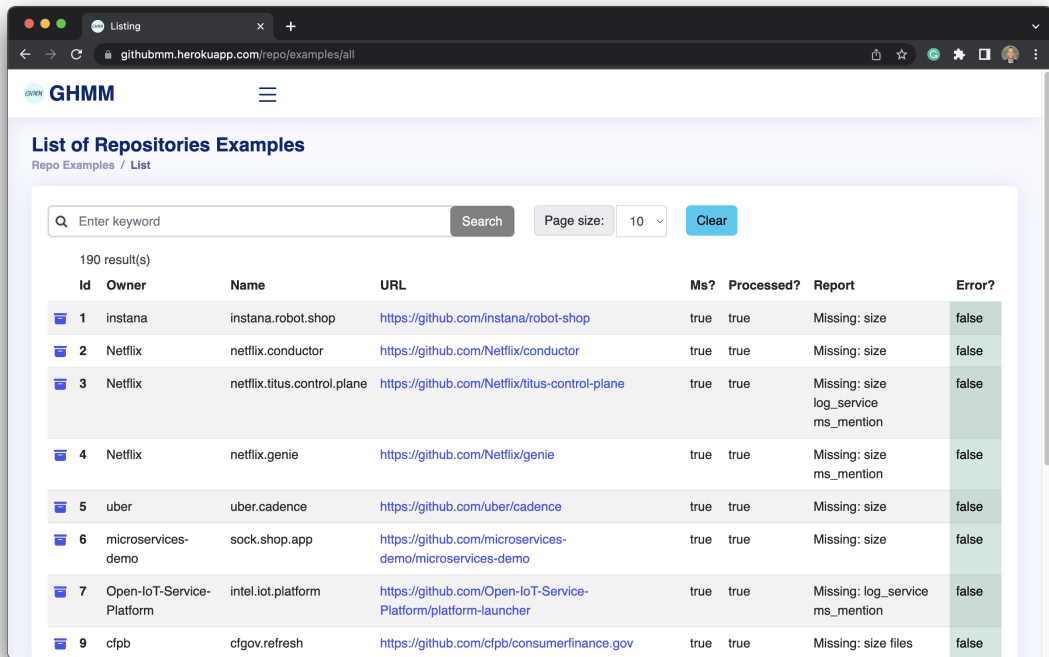 Listing
githubmm.herokuapp.com/repo/examples/all
GHMM GHMM
List of Repositories Examples
Repo Examples / List
Enter keyword Search Page size: 10 Clear
190 result(s)
Id Owner Name URL Ms? Processed? Report Error?
1 instana instana.robot.shop https://github.com/instana/robot-shop true true Missing: size false
2 Netflix netflix.conductor https://github.com/Netflix/conductor true true Missing: size false
3 Netflix netflix.titus.control.plane https://github.com/Netflix/titus-control-plane true true Missing: size false
log_service
ms_mention
4 Netflix netflix.genie https://github.com/Netflix/genie true true Missing: size false
ms_mention
5 uber uber.cadence https://github.com/uber/cadence true true Missing: size false
6 microservices- sock.shop.app https://github.com/microservices- true true Missing: size false
demo demo/microservices-demo
7 Open-IoT-Service- intel.iot.platform https://github.com/Open-IoT-Service- true true Missing: log_service false
Platform Platform/platform-launcher ms_mention
9 cfpb cfgov.refresh https://github.com/cfpb/consumerfinance.gov true true Missing: size files false